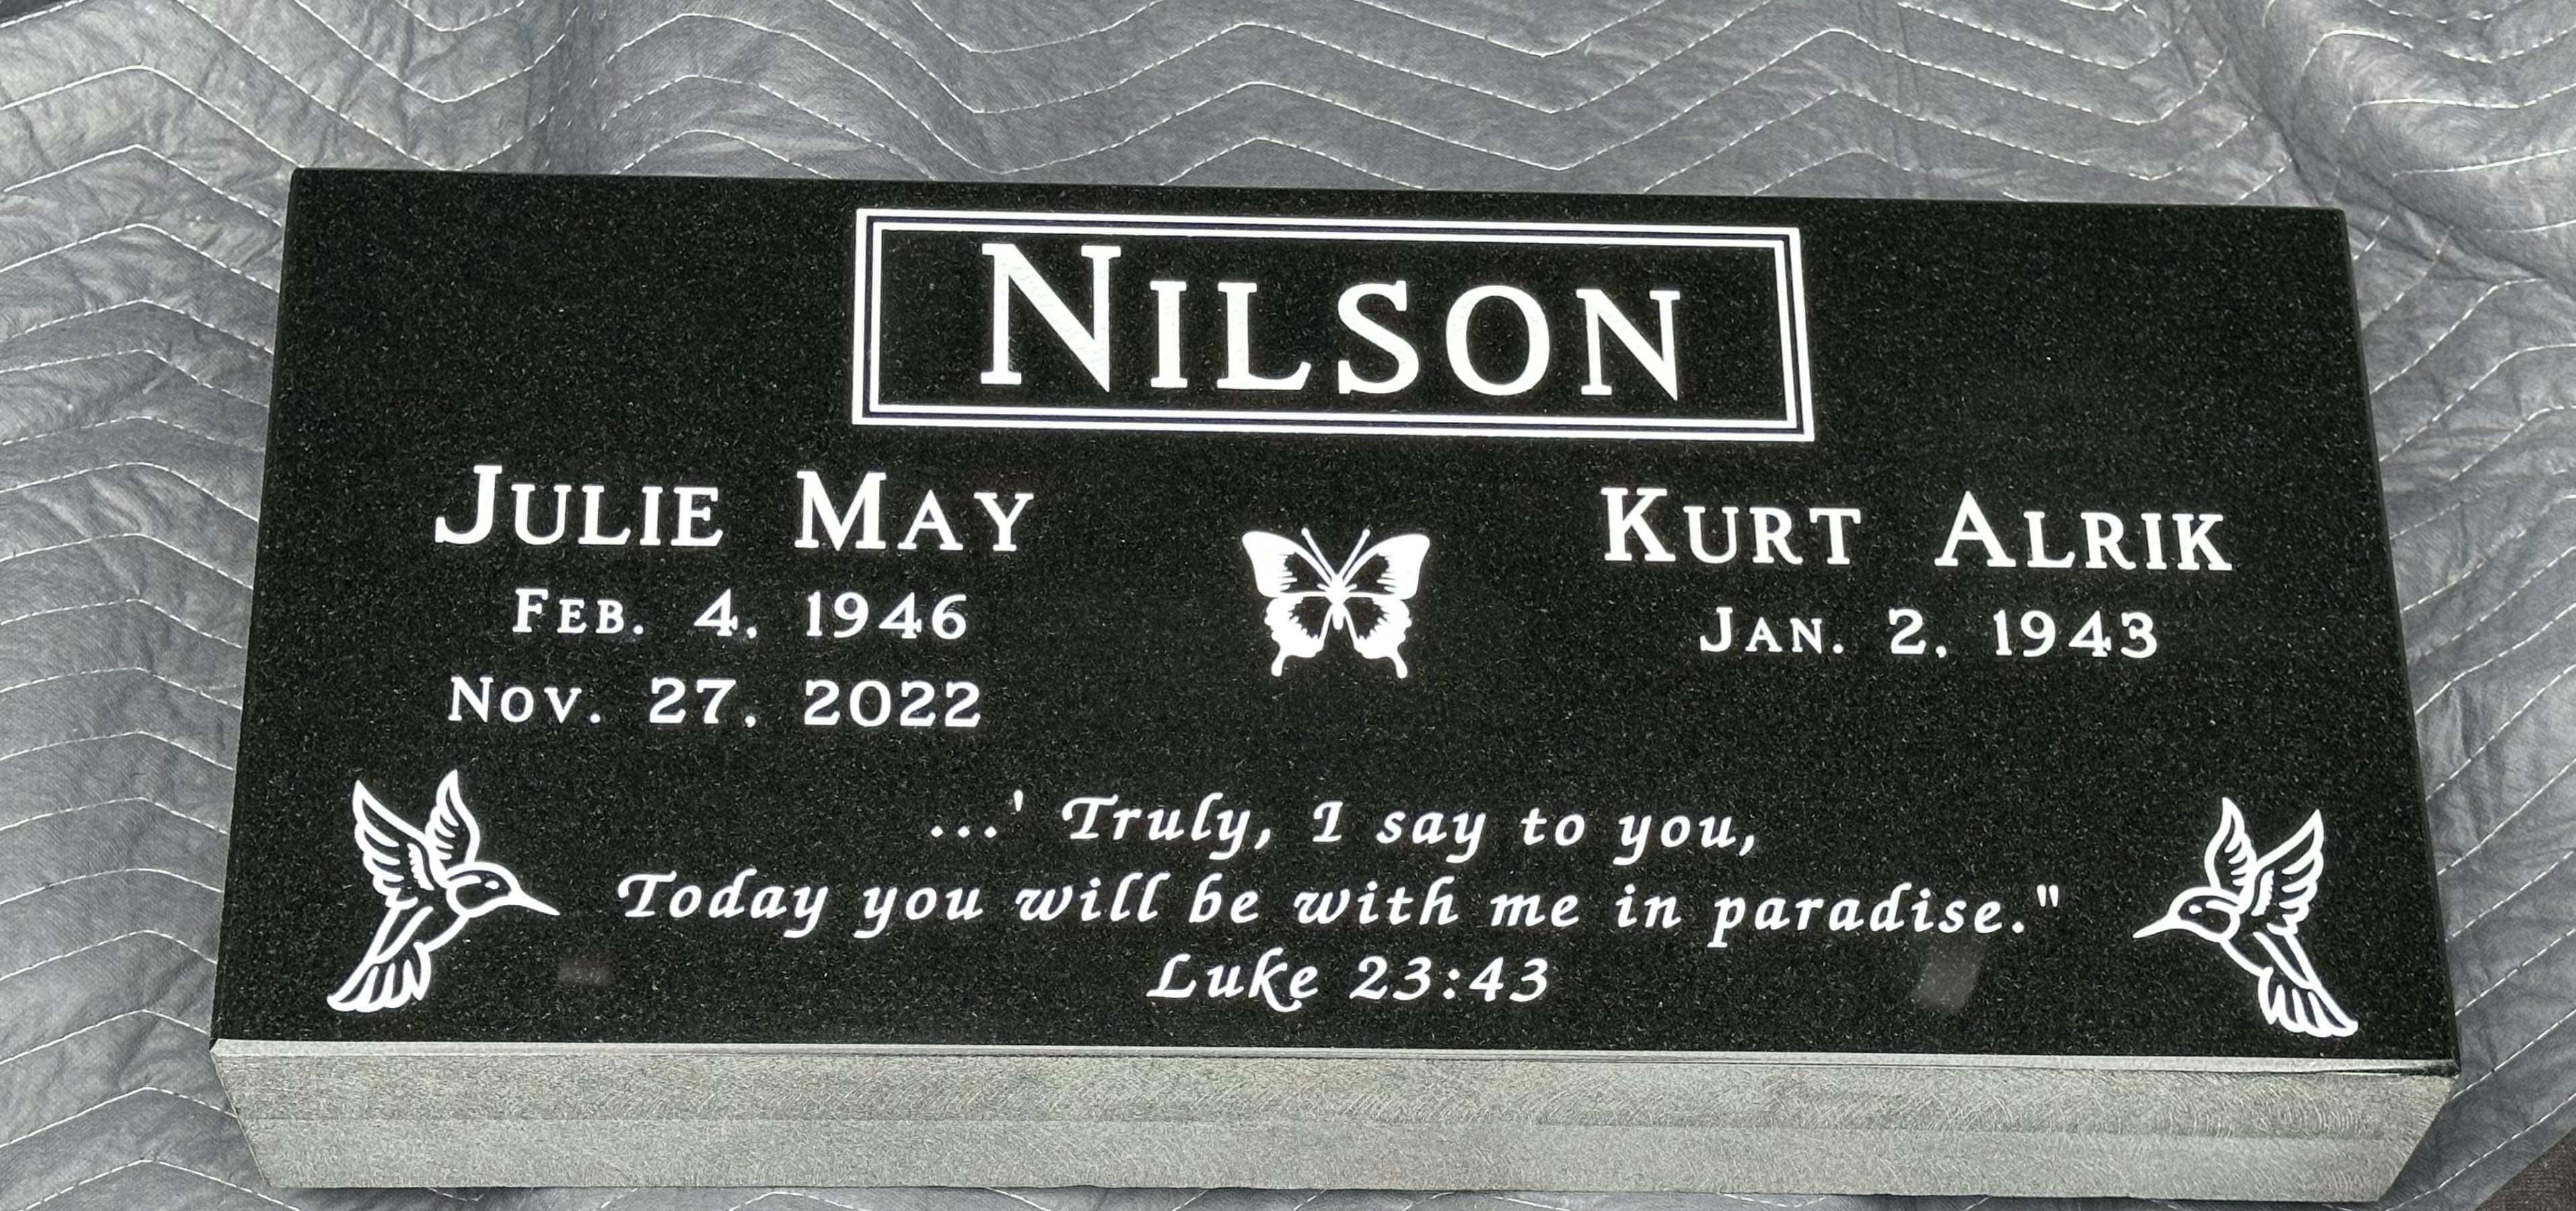 NILSON
JULIE MAY
FEB. 4, 1946
NOV. 27, 2022
KURT ALRIK
JAN. 2, 1943
...' Truly, I say to you,
Today you will be with me in paradise."
Luke 23:43